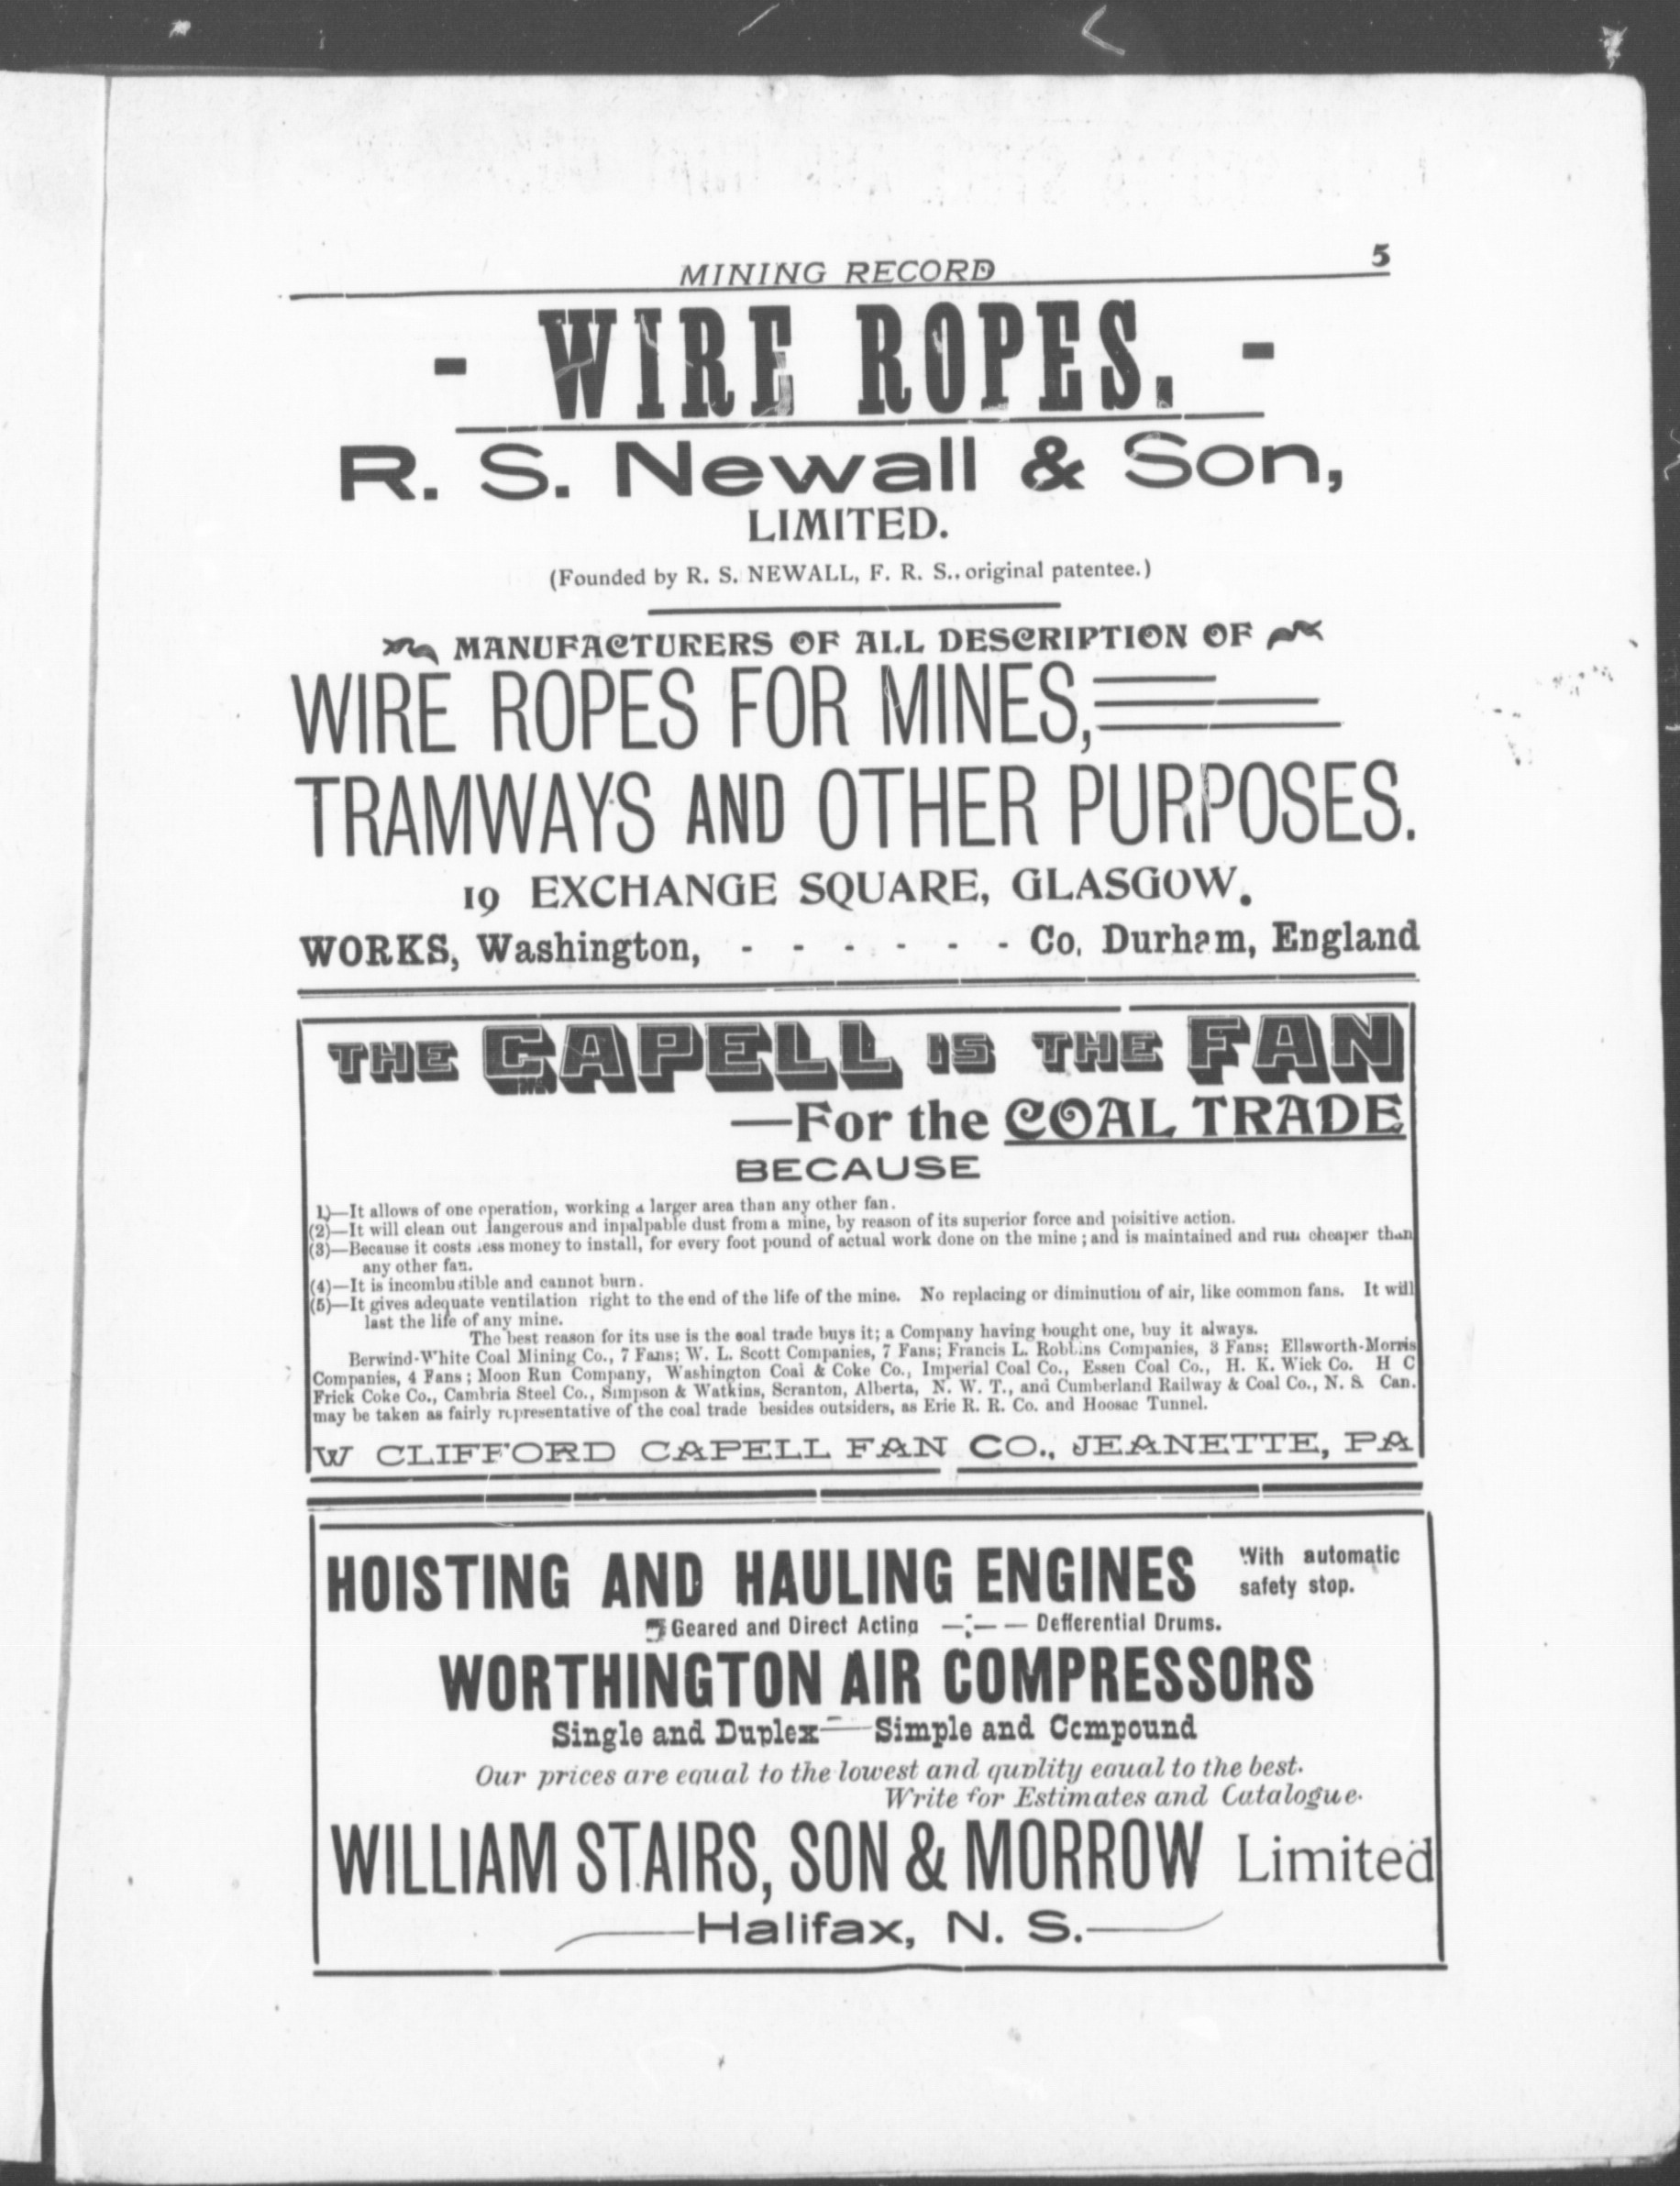 MINING RECORD 5
- WIRE ROPES. -
R. S. Newall & Son,
LIMITED.
(Founded by R. S. NEWALL, F. R. S., original patentee.)
MANUFACTURERS OF ALL DESCRIPTION OF
WIRE ROPES FOR MINES,
TRAMWAYS AND OTHER PURPOSES.
19 EXCHANGE SQUARE, GLASGOW.
WORKS, Washington, - - - - - - Co. Durham, England
THE CAPELL IS THE FAN
—For the COAL TRADE
BECAUSE
1)—It allows of one operation, working a larger area than any other fan.
(2)—It will clean out dangerous and inpalpable dust from a mine, by reason of its superior force and poisitive action.
(3)—Because it costs less money to install, for every foot pound of actual work done on the mine ; and is maintained and run cheaper than
any other fan.
(4)—It is incombustible and cannot burn.
(5)—It gives adequate ventilation right to the end of the life of the mine. No replacing or diminution of air, like common fans. It will
last the life of any mine.
The best reason for its use is the coal trade buys it; a Company having bought one, buy it always.
Berwind-White Coal Mining Co., 7 Fans; W. L. Scott Companies, 7 Fans; Francis L. Robbins Companies, 3 Fans; Ellsworth-Morris
Companies, 4 Fans ; Moon Run Company, Washington Coal & Coke Co., Imperial Coal Co., Essen Coal Co., H. K. Wick Co. H C
Frick Coke Co., Cambria Steel Co., Simpson & Watkins, Scranton, Alberta, N. W. T., and Cumberland Railway & Coal Co., N. S. Can.
may be taken as fairly representative of the coal trade besides outsiders, as Erie R. R. Co. and Hoosac Tunnel.
W CLIFFORD CAPELL FAN CO., JEANETTE, PA
HOISTING AND HAULING ENGINES With automatic
safety stop.
Geared and Direct Acting —:— — Defferential Drums.
WORTHINGTON AIR COMPRESSORS
Single and Duplex——Simple and Compound
Our prices are equal to the lowest and quality equal to the best.
Write for Estimates and Catalogue.
WILLIAM STAIRS, SON & MORROW Limited
—Halifax, N. S.—